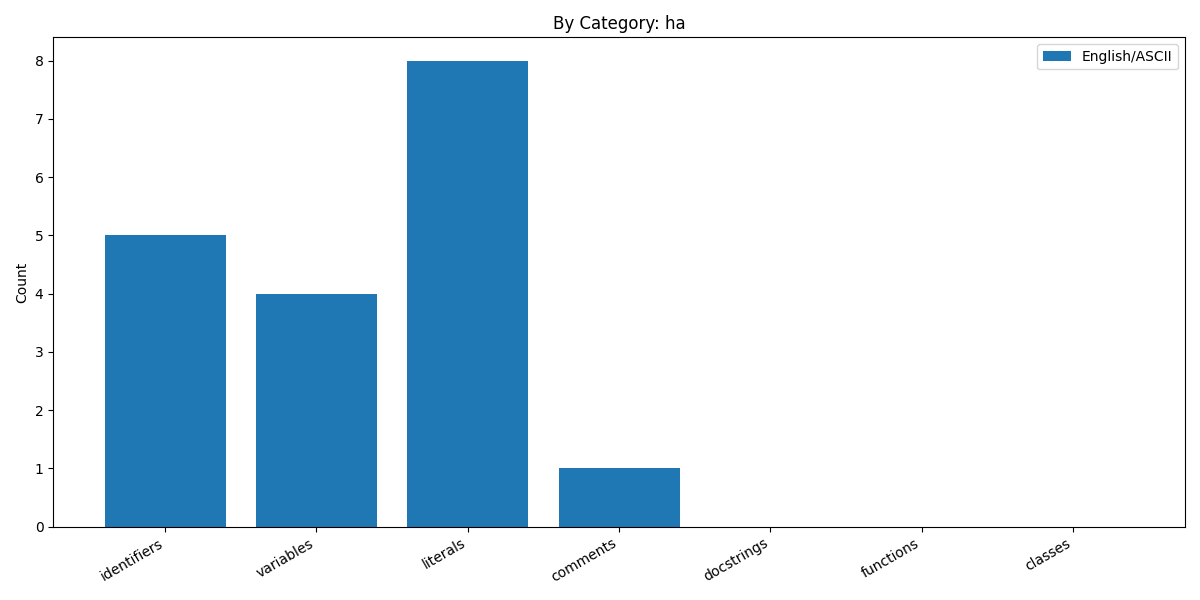 By Category: ha
English/ASCII
Count
8
7
6
5
4
3
2
1
0
identifiers
variables
literals
comments
docstrings
functions
classes